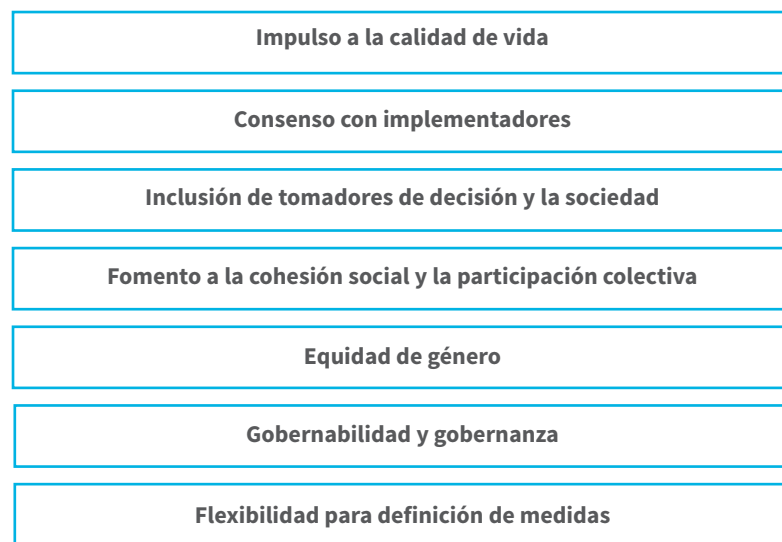 Impulso a la calidad de vida
Consenso con implementadores
Inclusión de tomadores de decisión y la sociedad
Fomento a la cohesión social y la participación colectiva
Equidad de género
Gobernabilidad y gobernanza
Flexibilidad para definición de medidas